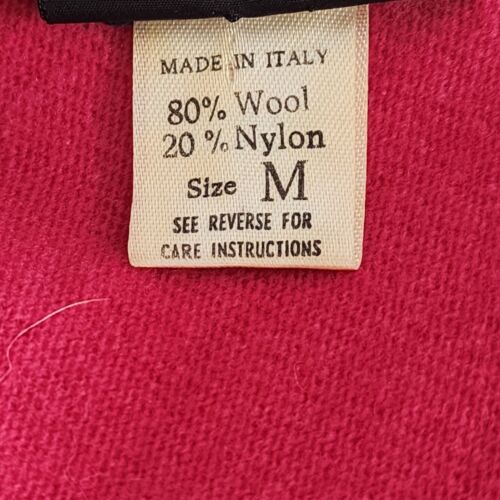 MADE IN ITALY
80% Wool
20% Nylon
Size M
SEE REVERSE FOR
CARE INSTRUCTIONS